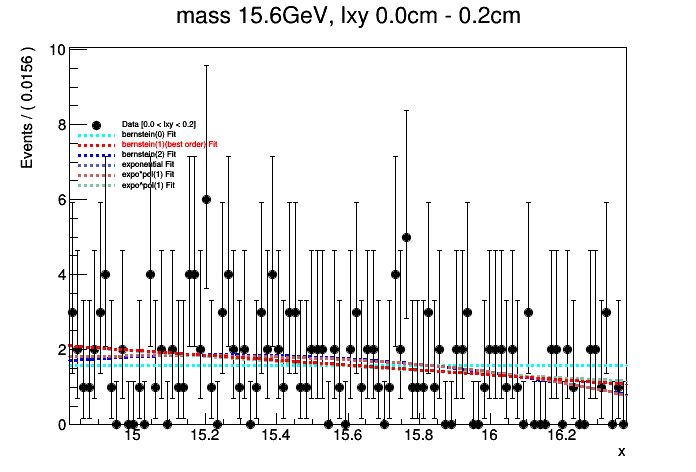 mass 15.6GeV, lxy 0.0cm - 0.2cm
Events / ( 0.0156 )
10
8
6
4
2
0
Data [0.0 < lxy < 0.2]
bernstein(0) Fit
bernstein(1)(best order) Fit
bernstein(2) Fit
exponential Fit
expo*pol(1) Fit
expo^pol(1) Fit
15 15.2 15.4 15.6 15.8 16 16.2
x